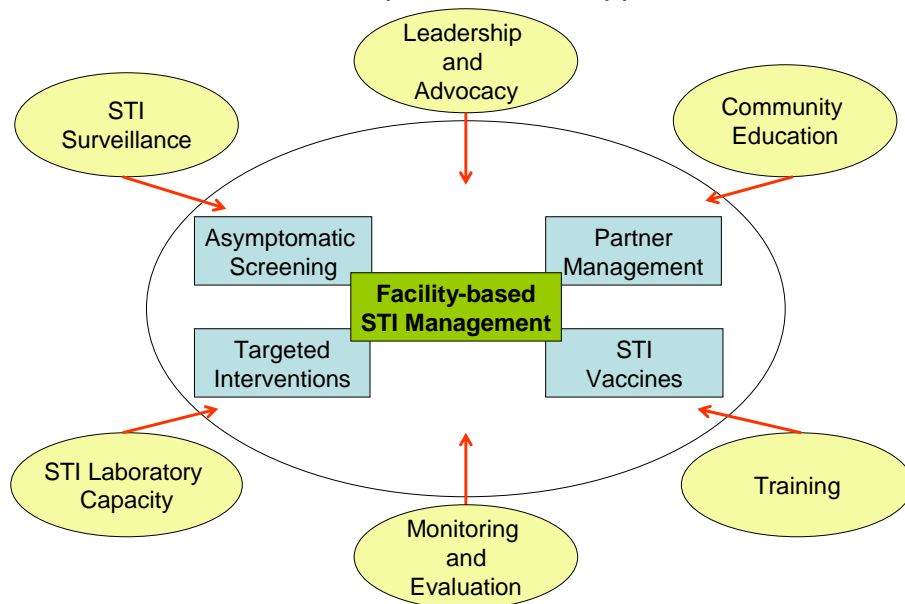 Leadership
and
Advocacy
STI
Surveillance
Community
Education
Asymptomatic
Screening
Partner
Management
Facility-based
STI Management
Targeted
Interventions
STI
Vaccines
STI Laboratory
Capacity
Training
Monitoring
and
Evaluation